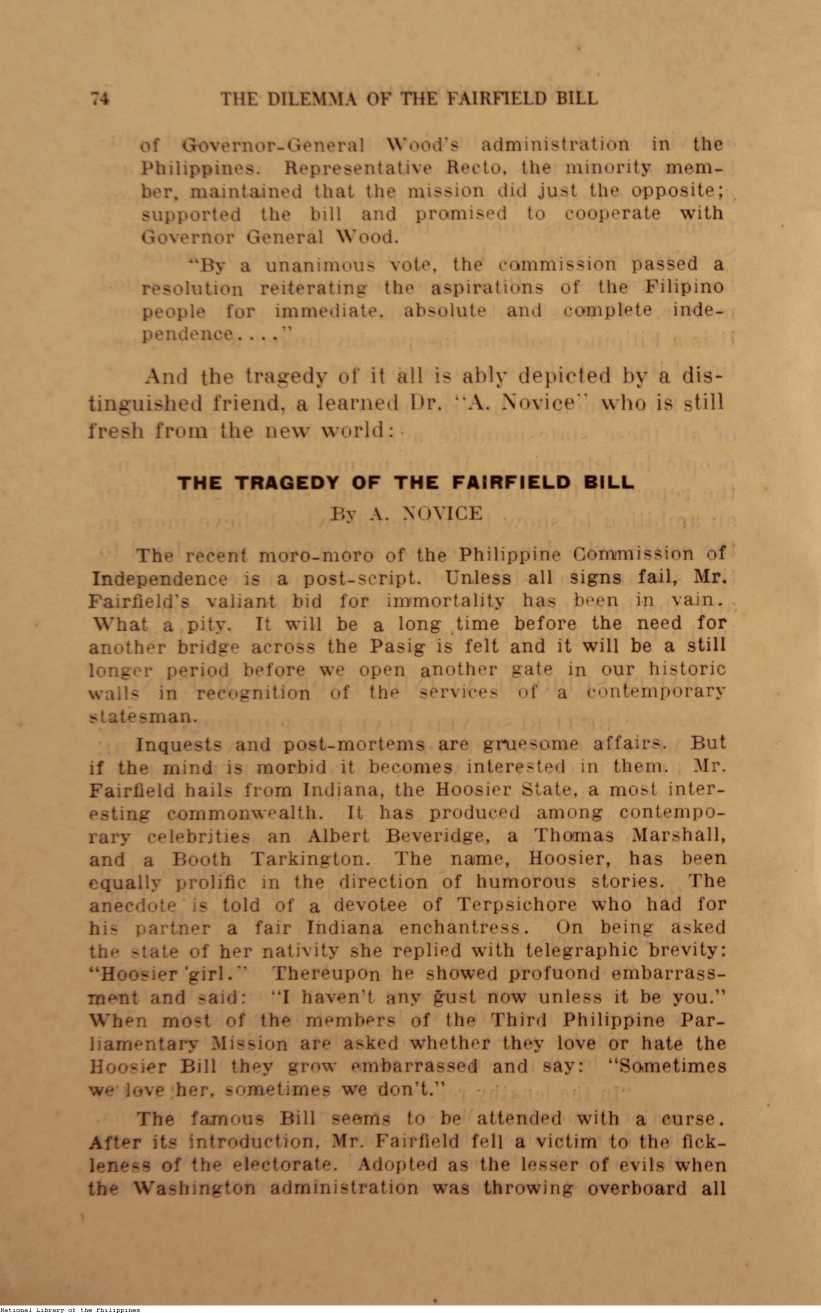 74 THE DILEMMA OF THE FAIRFIELD BILL
of Governor-General Wood's administration in the
Philippines. Representative Recto, the minority mem-
ber, maintained that the mission did just the opposite;
supported the bill and promised to cooperate with
Governor General Wood.
"By a unanimous vote, the commission passed a
resolution reiterating the aspirations of the Filipino
people for immediate, absolute and complete inde-
pendence...."
And the tragedy of it all is ably depicted by a dis-
tinguished friend, a learned Dr. "A. Novice" who is still
fresh from the new world:
THE TRAGEDY OF THE FAIRFIELD BILL
By A. NOVICE
The recent moro-moro of the Philippine Commission of
Independence is a post-script. Unless all signs fail, Mr.
Fairfield's valiant bid for immortality has been in vain.
What a pity. It will be a long time before the need for
another bridge across the Pasig is felt and it will be a still
longer period before we open another gate in our historic
walls in recognition of the services of a contemporary
statesman.
Inquests and post-mortems are gruesome affairs. But
if the mind is morbid it becomes interested in them. Mr.
Fairfield hails from Indiana, the Hoosier State, a most inter-
esting commonwealth. It has produced among contempo-
rary celebrities an Albert Beveridge, a Thomas Marshall,
and a Booth Tarkington. The name, Hoosier, has been
equally prolific in the direction of humorous stories. The
anecdote is told of a devotee of Terpsichore who had for
his partner a fair Indiana enchantress. On being asked
the state of her nativity she replied with telegraphic brevity:
"Hoosier girl." Thereupon he showed profuond embarrass-
ment and said: "I haven't any gust now unless it be you."
When most of the members of the Third Philippine Par-
liamentary Mission are asked whether they love or hate the
Hoosier Bill they grow embarrassed and say: "Sometimes
we love her, sometimes we don't."
The famous Bill seems to be attended with a curse.
After its introduction, Mr. Fairfield fell a victim to the fick-
leness of the electorate. Adopted as the lesser of evils when
the Washington administration was throwing overboard all
National Library of the Philippines